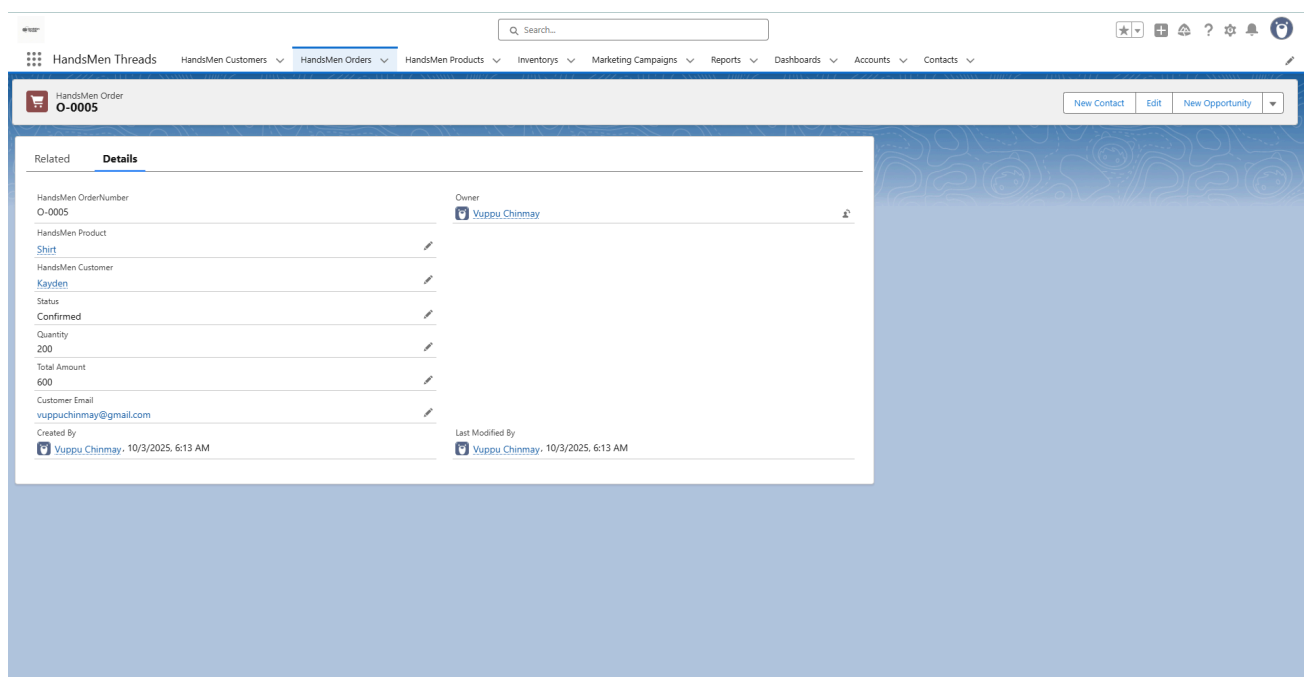 Search...
HandsMen Threads HandsMen Customers HandsMen Orders HandsMen Products Inventorys Marketing Campaigns Reports Dashboards Accounts Contacts
HandsMen Order
O-0005
New Contact Edit New Opportunity
Related Details
HandsMen OrderNumber
O-0005
Owner
Vuppu Chinmay
HandsMen Product
Shirt
HandsMen Customer
Kayden
Status
Confirmed
Quantity
200
Total Amount
600
Customer Email
vuppuchinmay@gmail.com
Created By
Vuppu Chinmay, 10/3/2025, 6:13 AM
Last Modified By
Vuppu Chinmay, 10/3/2025, 6:13 AM